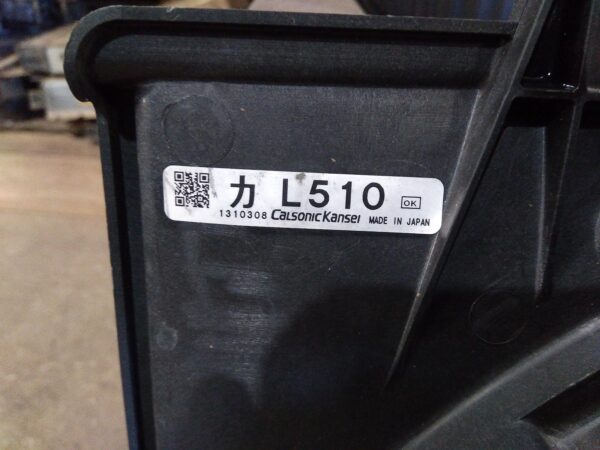 カ L510 OK
1310308 CalsonicKansei MADE IN JAPAN